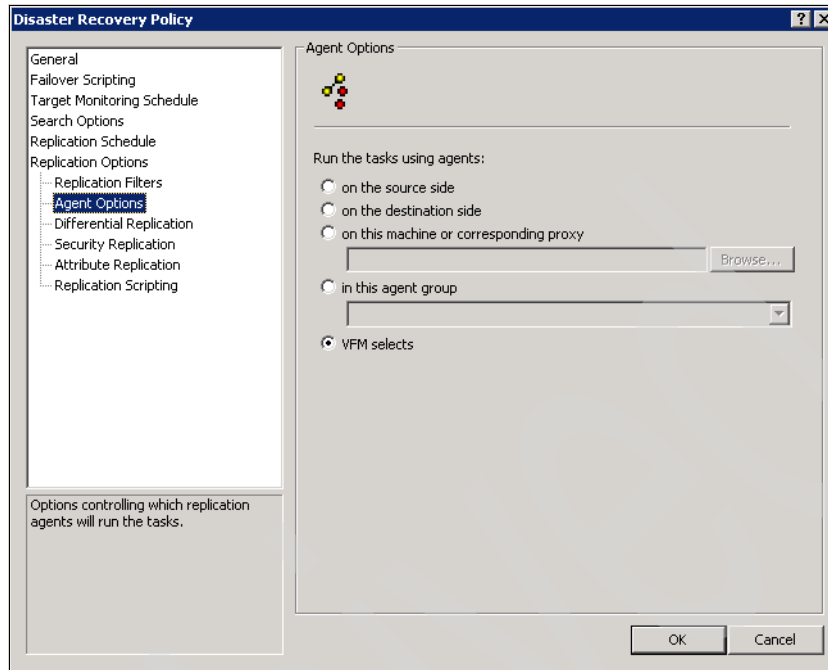 Disaster Recovery Policy
General
Failover Scripting
Target Monitoring Schedule
Search Options
Replication Schedule
Replication Options
Replication Filters
Agent Options
Differential Replication
Security Replication
Attribute Replication
Replication Scripting
Options controlling which replication
agents will run the tasks.
Agent Options
Run the tasks using agents:
on the source side
on the destination side
on this machine or corresponding proxy
Browse...
in this agent group
VFM selects
OK
Cancel